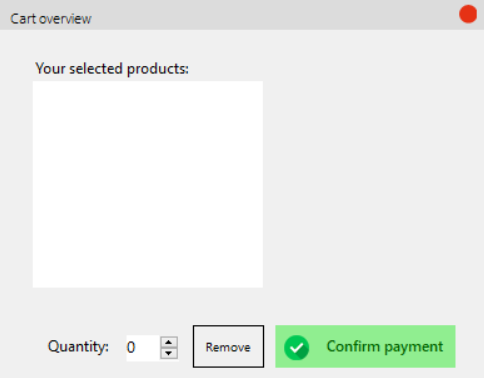 Cart overview
Your selected products:
Quantity: 0 Remove Confirm payment